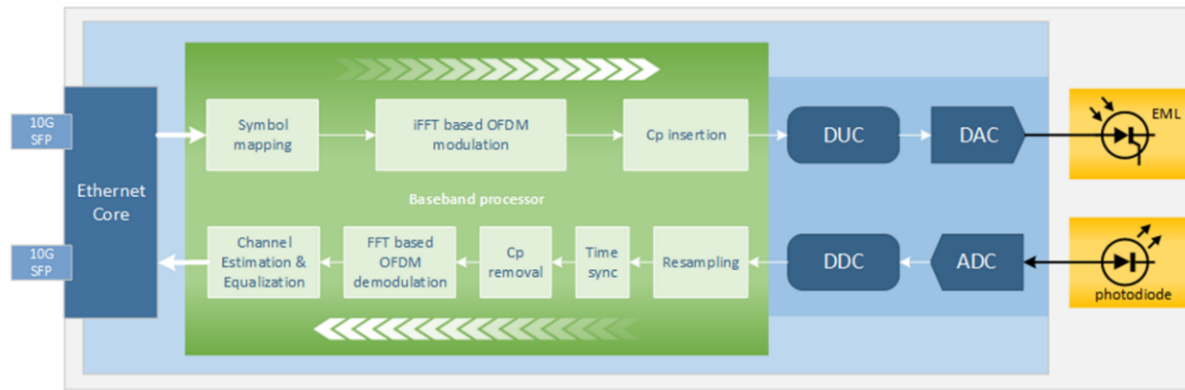 10G
SFP
Ethernet
Core
10G
SFP
Symbol
mapping
iFFT based OFDM
modulation
Cp insertion
DUC
DAC
EML
Baseband processor
Channel
Estimation &
Equalization
FFT based
OFDM
demodulation
Cp
removal
Time
sync
Resampling
DDC
ADC
photodiode